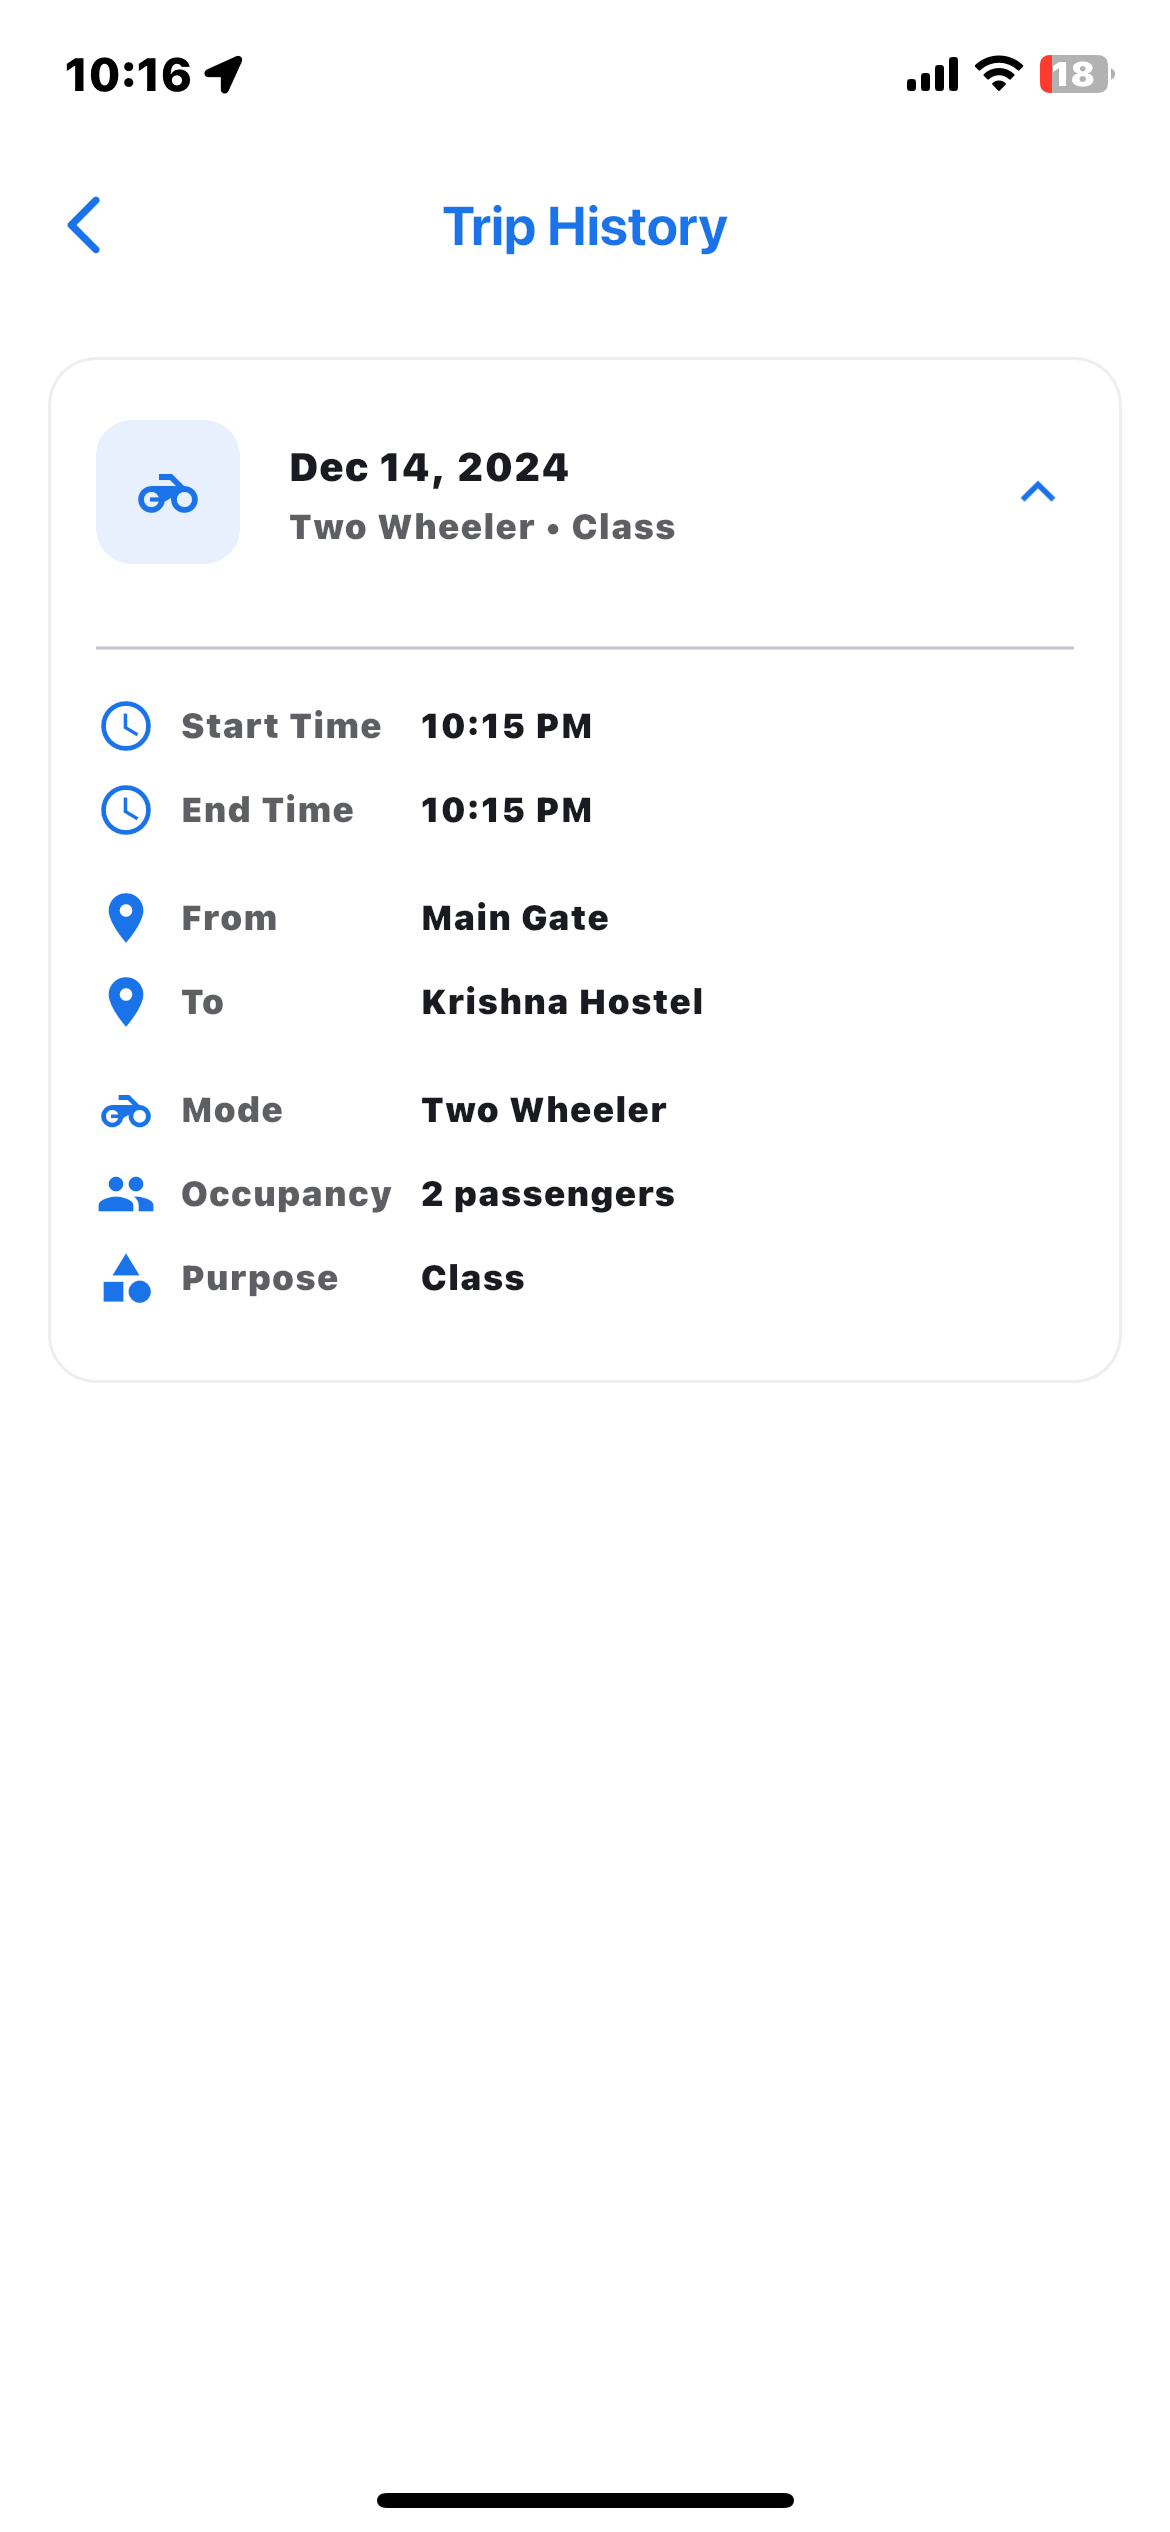 10:16
18
Trip History
Dec 14, 2024
Two Wheeler • Class
Start Time 10:15 PM
End Time 10:15 PM
From Main Gate
To Krishna Hostel
Mode Two Wheeler
Occupancy 2 passengers
Purpose Class